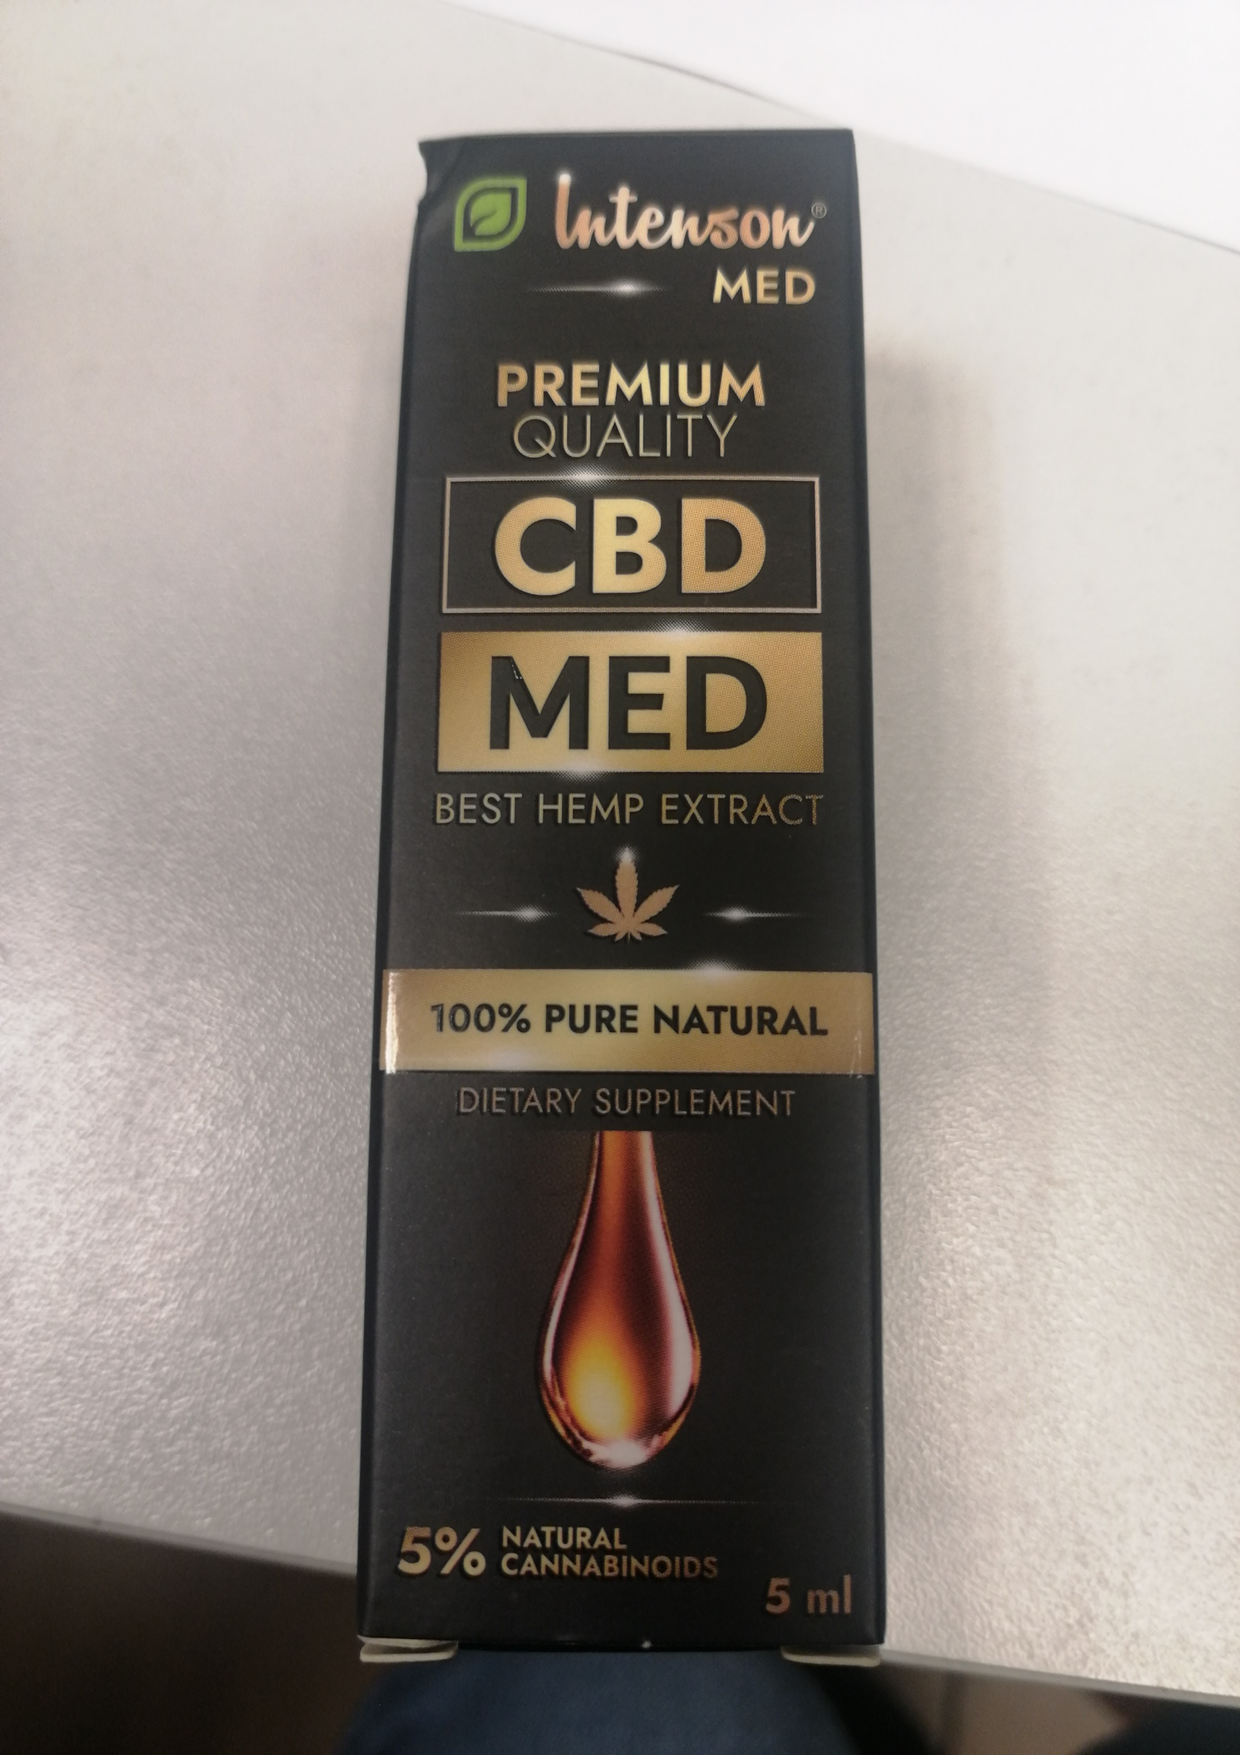 Intenson®
MED
PREMIUM
QUALITY
CBD
MED
BEST HEMP EXTRACT
100% PURE NATURAL
DIETARY SUPPLEMENT
5% NATURAL
CANNABINOIDS
5 ml